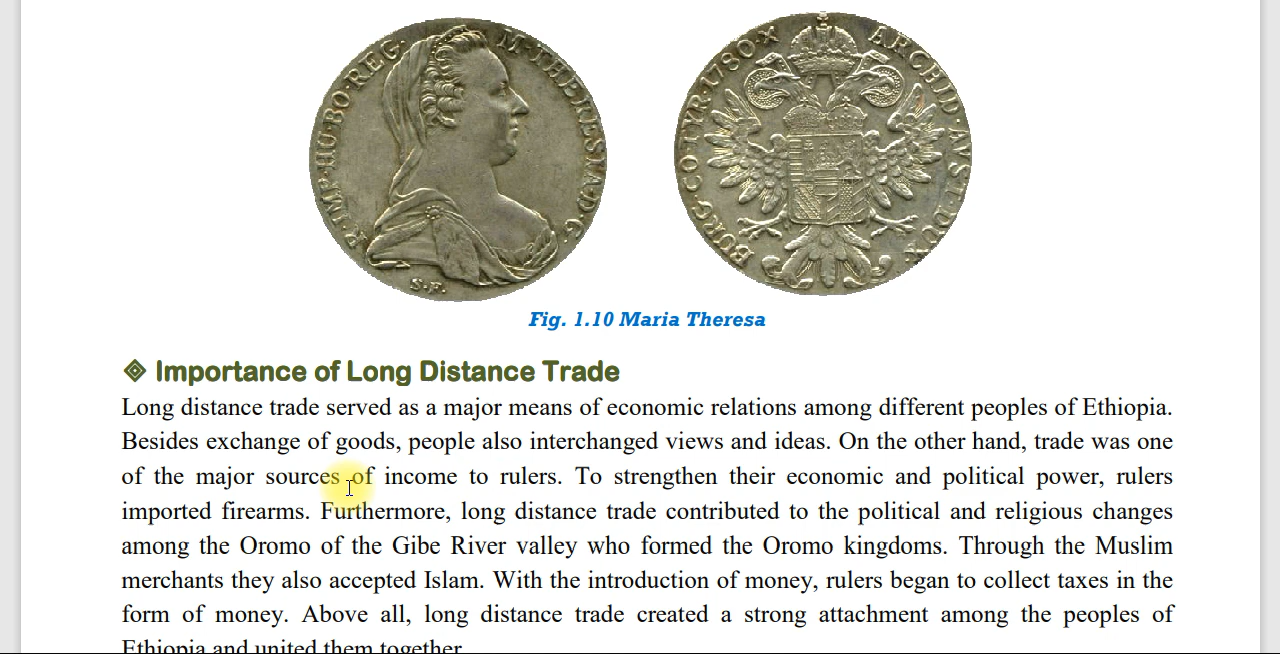 R·IMP·HU·BO·REG·
M·THERESIA·D·G·
S·F·
BURG·CO·TYR·1780·X
ARCHID·AVST·DUX
Fig. 1.10 Maria Theresa
Importance of Long Distance Trade
Long distance trade served as a major means of economic relations among different peoples of Ethiopia.
Besides exchange of goods, people also interchanged views and ideas. On the other hand, trade was one
of the major sources of income to rulers. To strengthen their economic and political power, rulers
imported firearms. Furthermore, long distance trade contributed to the political and religious changes
among the Oromo of the Gibe River valley who formed the Oromo kingdoms. Through the Muslim
merchants they also accepted Islam. With the introduction of money, rulers began to collect taxes in the
form of money. Above all, long distance trade created a strong attachment among the peoples of
Ethiopia and united them together.